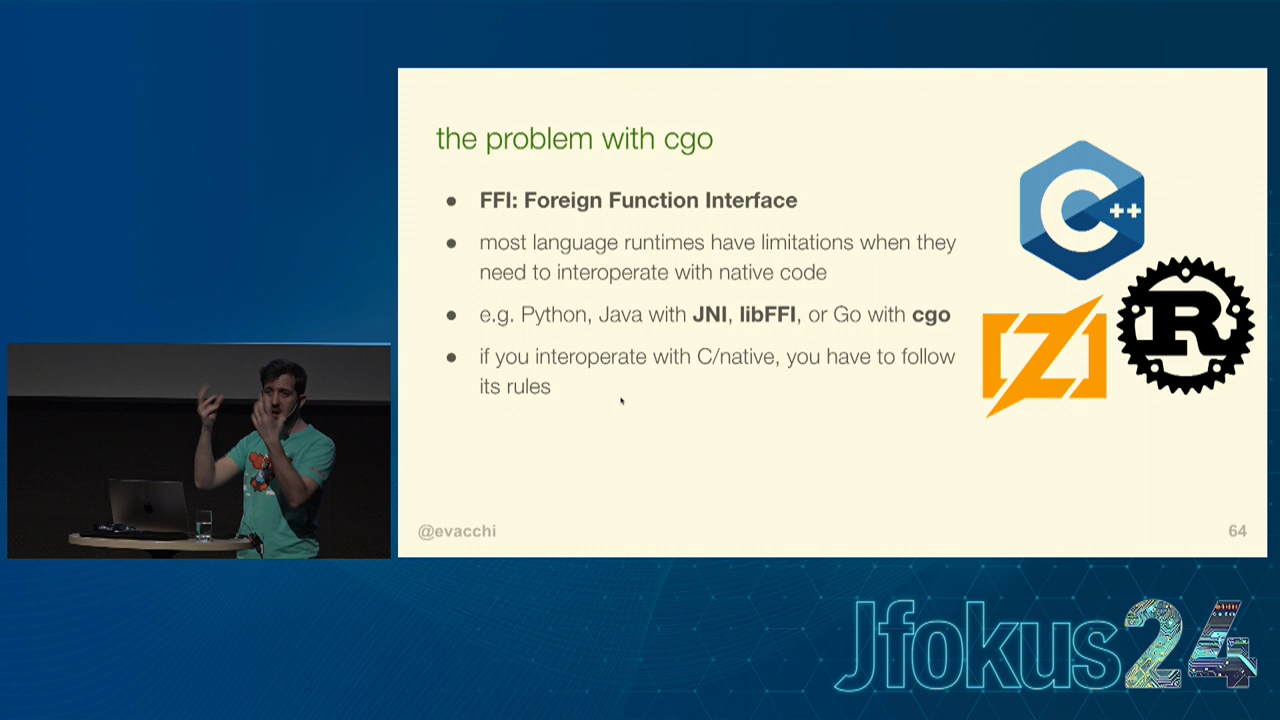 the problem with cgo
● FFI: Foreign Function Interface
● most language runtimes have limitations when they
need to interoperate with native code
● e.g. Python, Java with JNI, libFFI, or Go with cgo
● if you interoperate with C/native, you have to follow
its rules
C++
R
@evacchi
64
Jfokus24